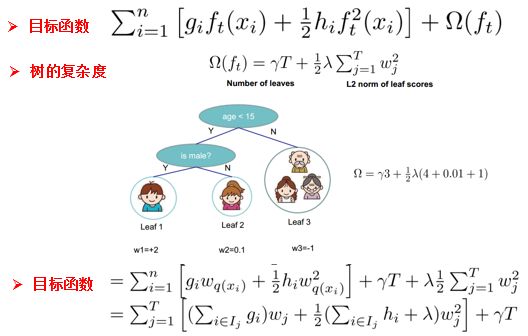 ➤ 目标函数 $\sum_{i=1}^{n} \left[ g_i f_t(x_i) + \frac{1}{2} h_i f_t^2(x_i) \right] + \Omega(f_t)$
➤ 树的复杂度 $\Omega(f_t) = \gamma T + \frac{1}{2} \lambda \sum_{j=1}^{T} w_j^2$
Number of leaves L2 norm of leaf scores
age < 15
Y N
is male?
Y N
$\Omega = \gamma 3 + \frac{1}{2} \lambda (4 + 0.01 + 1)$
Leaf 1 Leaf 2 Leaf 3
w1=+2 w2=0.1 w3=-1
➤ 目标函数 $= \sum_{i=1}^{n} \left[ g_i w_{q(x_i)} + \frac{1}{2} h_i w_{q(x_i)}^2 \right] + \gamma T + \lambda \frac{1}{2} \sum_{j=1}^{T} w_j^2$
$= \sum_{j=1}^{T} \left[ (\sum_{i \in I_j} g_i) w_j + \frac{1}{2} (\sum_{i \in I_j} h_i + \lambda) w_j^2 \right] + \gamma T$